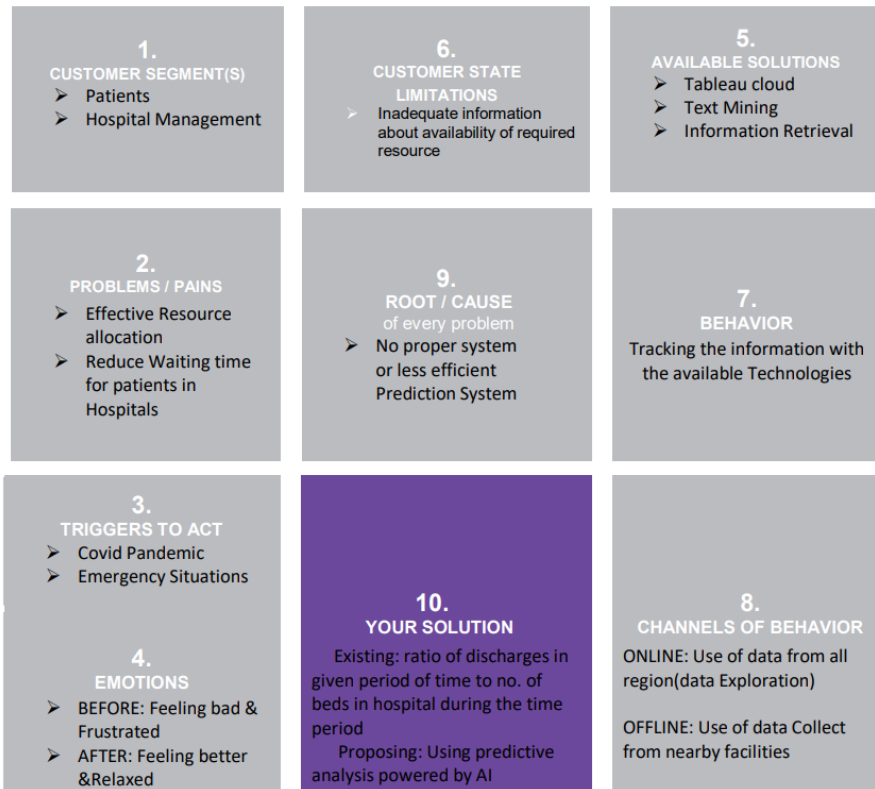 1.
CUSTOMER SEGMENT(S)
➢ Patients
➢ Hospital Management
6.
CUSTOMER STATE
LIMITATIONS
➢ Inadequate information
about availability of required
resource
5.
AVAILABLE SOLUTIONS
➢ Tableau cloud
➢ Text Mining
➢ Information Retrieval
2.
PROBLEMS / PAINS
➢ Effective Resource
allocation
➢ Reduce Waiting time
for patients in
Hospitals
9.
ROOT / CAUSE
of every problem
➢ No proper system
or less efficient
Prediction System
7.
BEHAVIOR
Tracking the information with
the available Technologies
3.
TRIGGERS TO ACT
➢ Covid Pandemic
➢ Emergency Situations
4.
EMOTIONS
➢ BEFORE: Feeling bad &
Frustrated
➢ AFTER: Feeling better
&Relaxed
10.
YOUR SOLUTION
Existing: ratio of discharges in
given period of time to no. of
beds in hospital during the time
period
Proposing: Using predictive
analysis powered by AI
8.
CHANNELS OF BEHAVIOR
ONLINE: Use of data from all
region(data Exploration)
OFFLINE: Use of data Collect
from nearby facilities